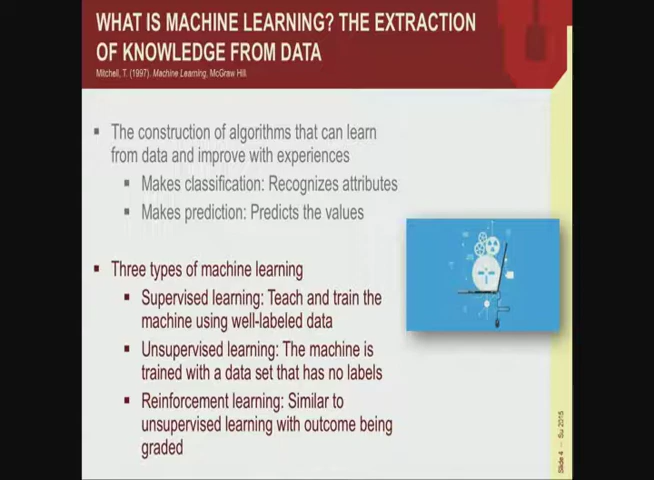 WHAT IS MACHINE LEARNING? THE EXTRACTION
OF KNOWLEDGE FROM DATA
Mitchell, T. (1997). Machine Learning, McGraw Hill.
▪ The construction of algorithms that can learn
from data and improve with experiences
▪ Makes classification: Recognizes attributes
▪ Makes prediction: Predicts the values
▪ Three types of machine learning
▪ Supervised learning: Teach and train the
machine using well-labeled data
▪ Unsupervised learning: The machine is
trained with a data set that has no labels
▪ Reinforcement learning: Similar to
unsupervised learning with outcome being
graded
Slide 4 — Su 2015